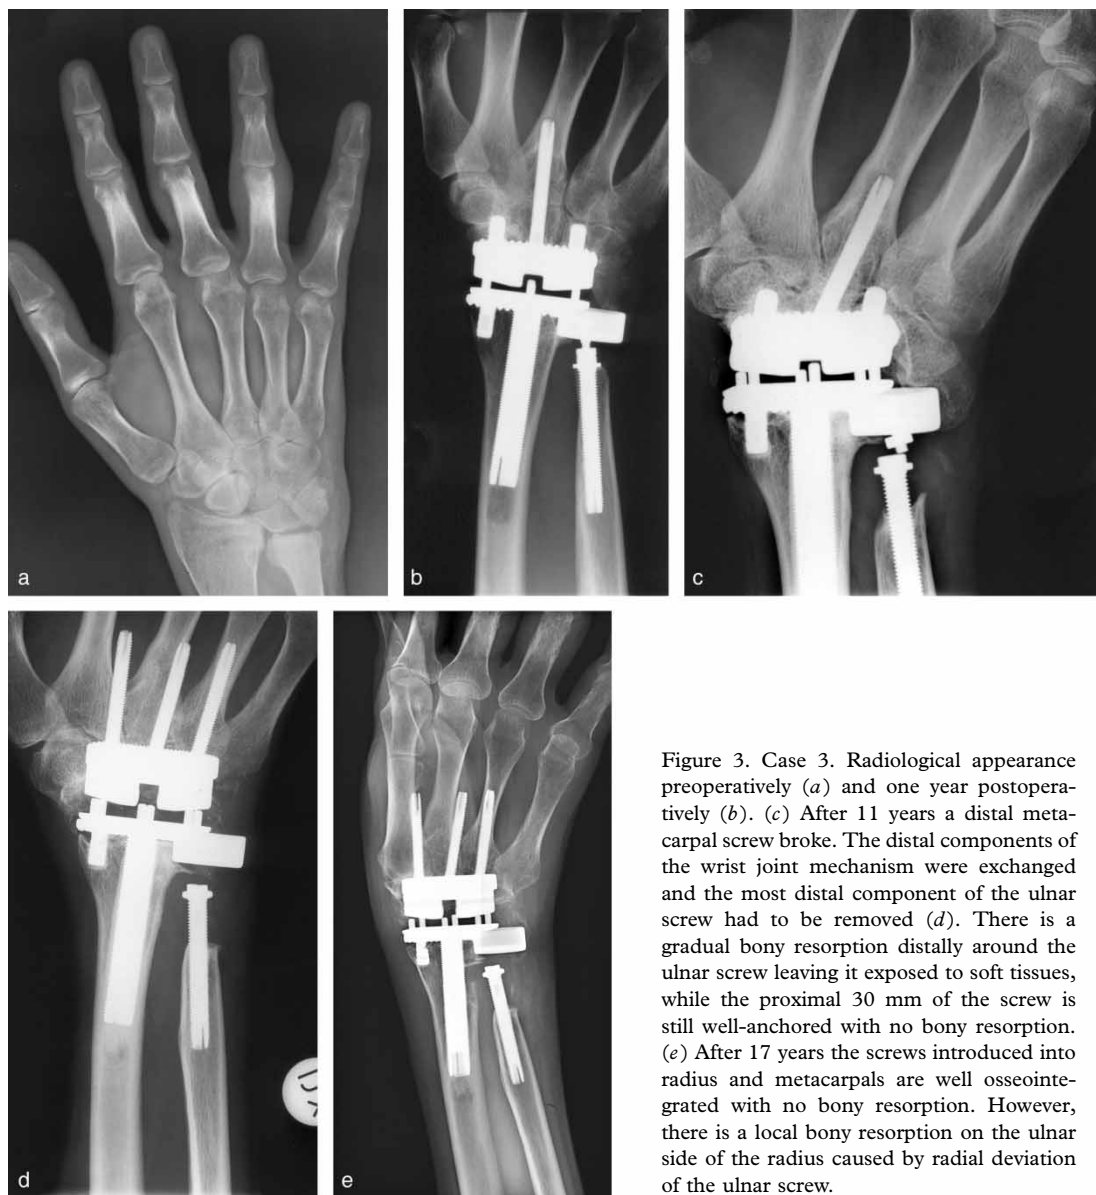 a
b
c
d
e
Figure 3. Case 3. Radiological appearance
preoperatively (a) and one year postopera-
tively (b). (c) After 11 years a distal meta-
carpal screw broke. The distal components of
the wrist joint mechanism were exchanged
and the most distal component of the ulnar
screw had to be removed (d). There is a
gradual bony resorption distally around the
ulnar screw leaving it exposed to soft tissues,
while the proximal 30 mm of the screw is
still well-anchored with no bony resorption.
(e) After 17 years the screws introduced into
radius and metacarpals are well osseointe-
grated with no bony resorption. However,
there is a local bony resorption on the ulnar
side of the radius caused by radial deviation
of the ulnar screw.